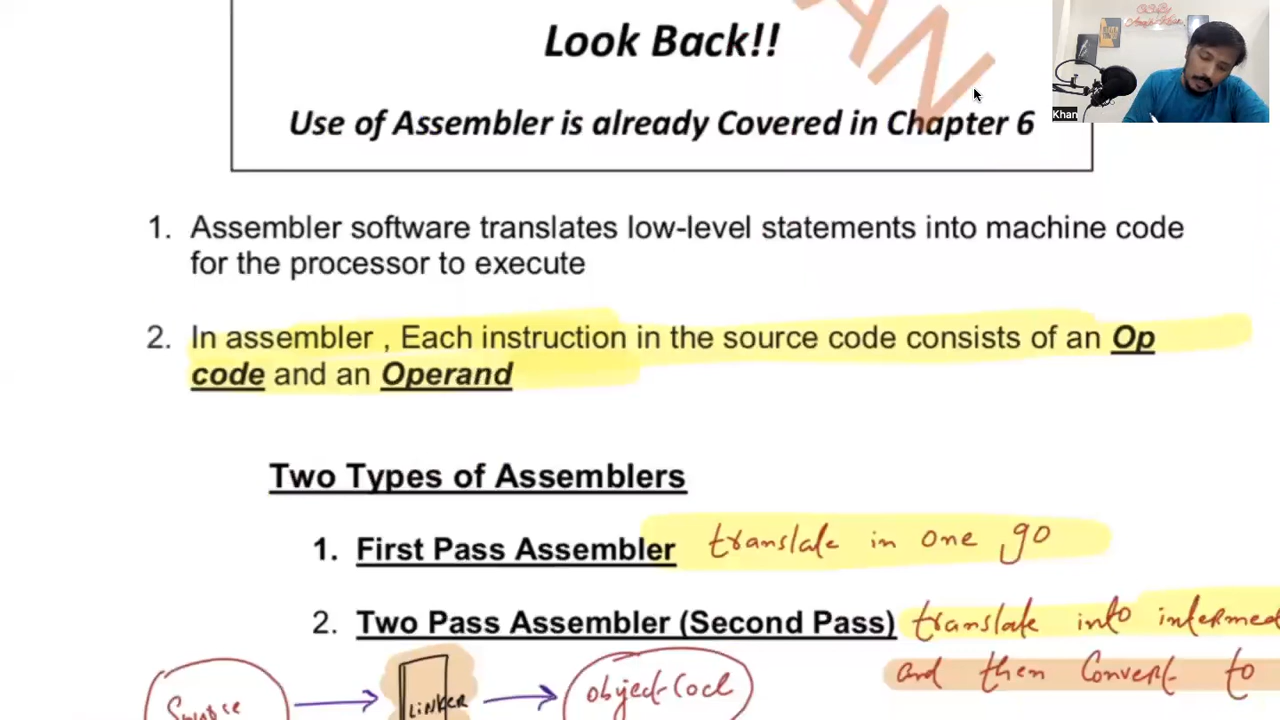 Look Back!!
Use of Assembler is already Covered in Chapter 6
Khan
1. Assembler software translates low-level statements into machine code
for the processor to execute
2. In assembler , Each instruction in the source code consists of an Op
code and an Operand
Two Types of Assemblers
1. First Pass Assembler translate in one go
2. Two Pass Assembler (Second Pass) translate into intermed
and then Convert to
LINKER
object-Cod
AN